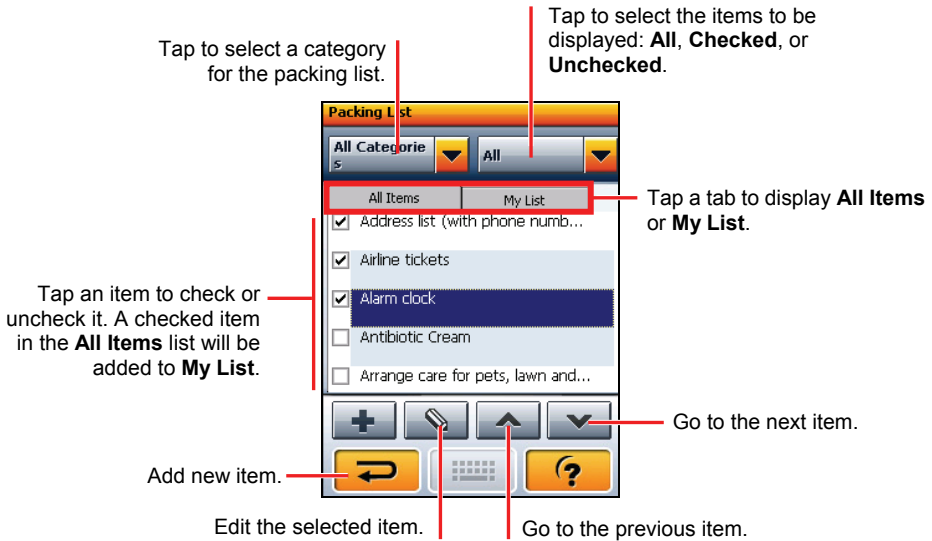 Tap to select the items to be
displayed: All, Checked, or
Unchecked.
Tap to select a category
for the packing list.
Packing List
All Categorie
s
All
All Items
My List
Tap a tab to display All Items
or My List.
Address list (with phone numb...
Airline tickets
Alarm clock
Antibiotic Cream
Arrange care for pets, lawn and...
Tap an item to check or
uncheck it. A checked item
in the All Items list will be
added to My List.
Go to the next item.
Add new item.
?
Edit the selected item.
Go to the previous item.